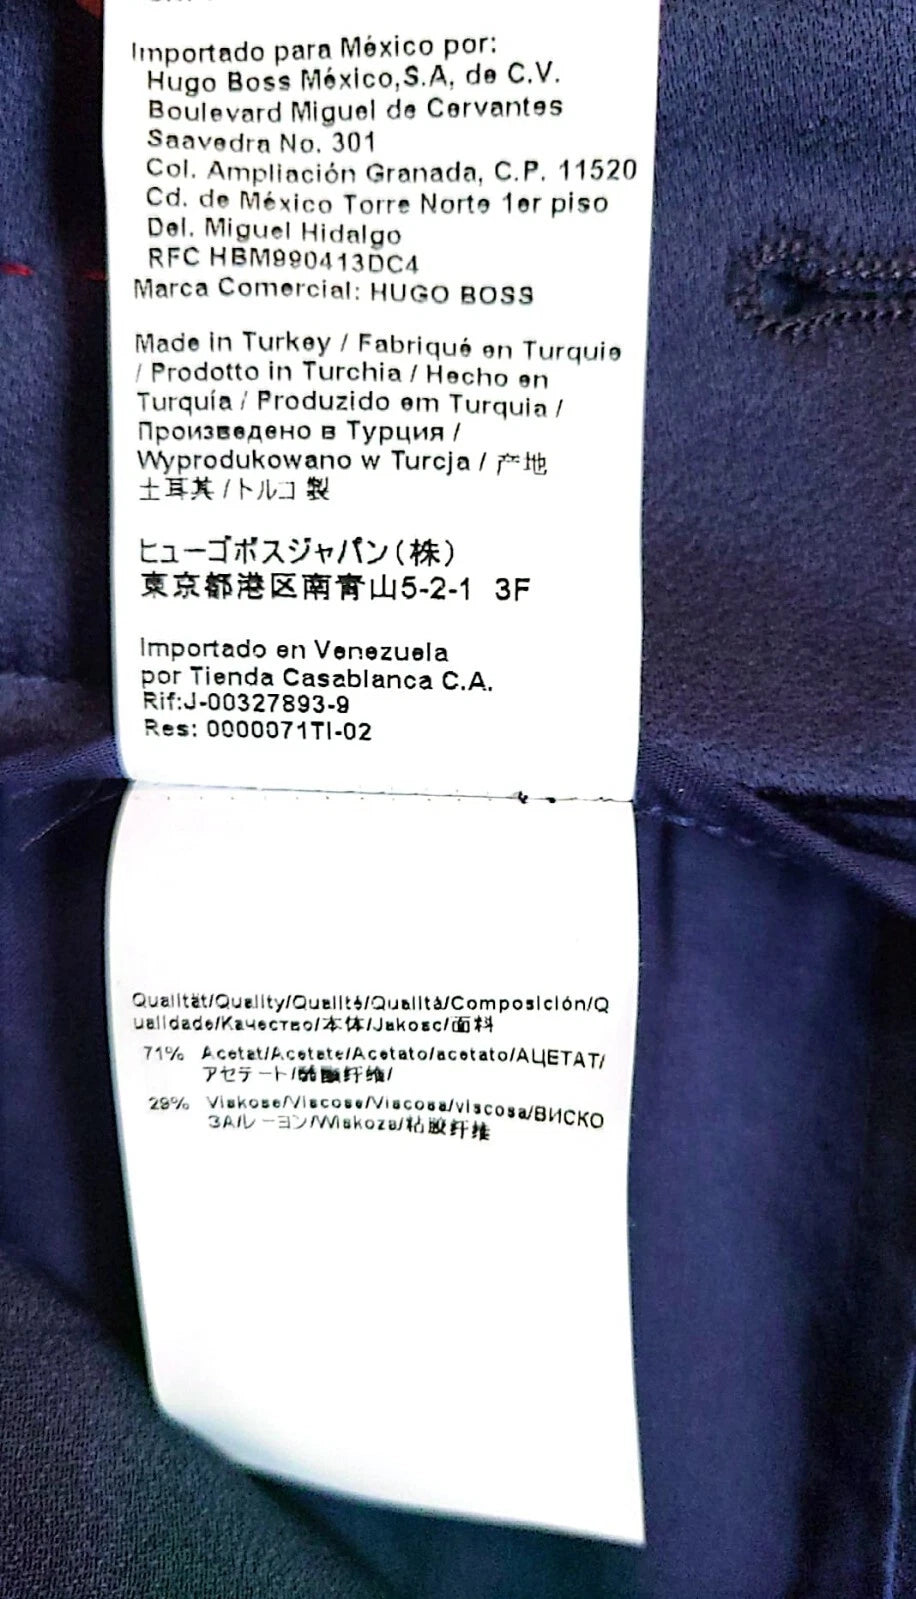 Importado para México por:
Hugo Boss México,S.A, de C.V.
Boulevard Miguel de Cervantes
Saavedra No. 301
Col. Ampliación Granada, C.P. 11520
Cd. de México Torre Norte 1er piso
Del. Miguel Hidalgo
RFC HBM990413DC4
Marca Comercial: HUGO BOSS
Made in Turkey / Fabriqué en Turquie
/ Prodotto in Turchia / Hecho en
Turquía / Produzido em Turquia /
Произведено в Турция /
Wyprodukowano w Turcja / 产地
土耳其 / トルコ 製
ヒューゴボスジャパン(株)
東京都港区南青山5-2-1 3F
Importado en Venezuela
por Tienda Casablanca C.A.
Rif:J-00327893-9
Res: 0000071TI-02
Qualität/Quality/Qualité/Qualità/Composición/Q
ualidade/Качество/本体/Jakosc/面料
71% Acetat/Acetate/Acetato/acetato/АЦЕТАТ/
アセテート/醋酸纤维/
29% Viskose/Viscose/Viscosa/viscosa/ВИСКО
ЗА/レーヨン/Wiskoza/粘胶纤维